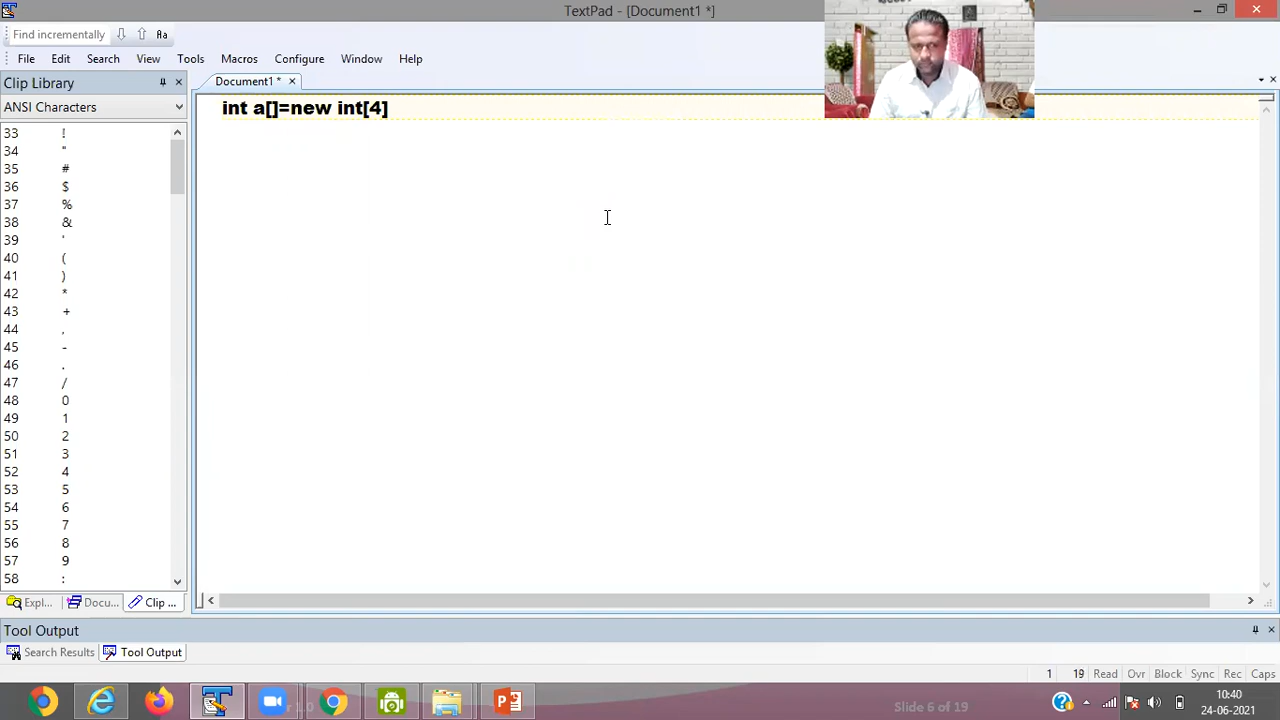 TextPad - [Document1 *]
Find incrementally
File Edit Search View Macros Configure Window Help
Clip Library
Document1 *
ANSI Characters
int a[]=new int[4]
33 !
34 "
35 #
36 $
37 %
38 &
39 '
40 (
41 )
42 *
43 +
44 ,
45 -
46 .
47 /
48 0
49 1
50 2
51 3
52 4
53 5
54 6
55 7
56 8
57 9
58 :
Expl... Docu... Clip ...
Tool Output
Search Results Tool Output
1 19 Read Ovr Block Sync Rec Caps
10:40
1.0 Slide 6 of 19
24-06-2021